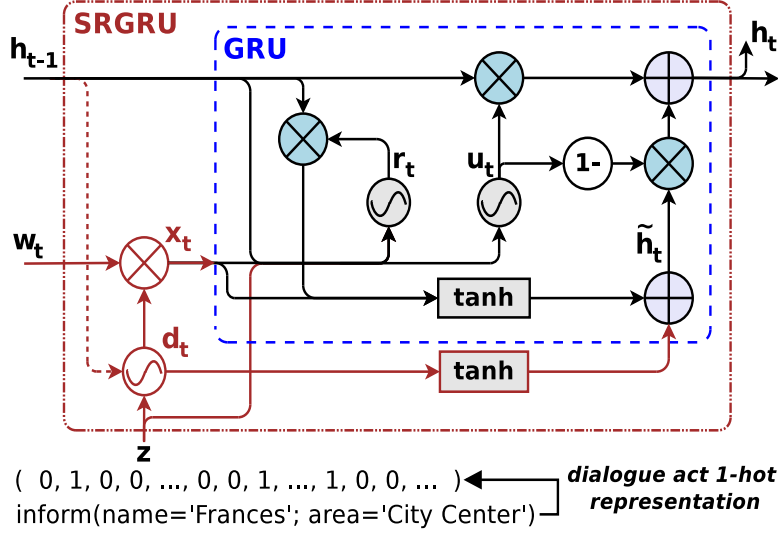 SRGRU
GRU
h_{t-1}
h_t
r_t
u_t
1-
w_t
x_t
h̃_t
tanh
d_t
tanh
z
( 0, 1, 0, 0, ..., 0, 0, 1, ..., 1, 0, 0, ... )
dialogue act 1-hot
representation
inform(name='Frances'; area='City Center')